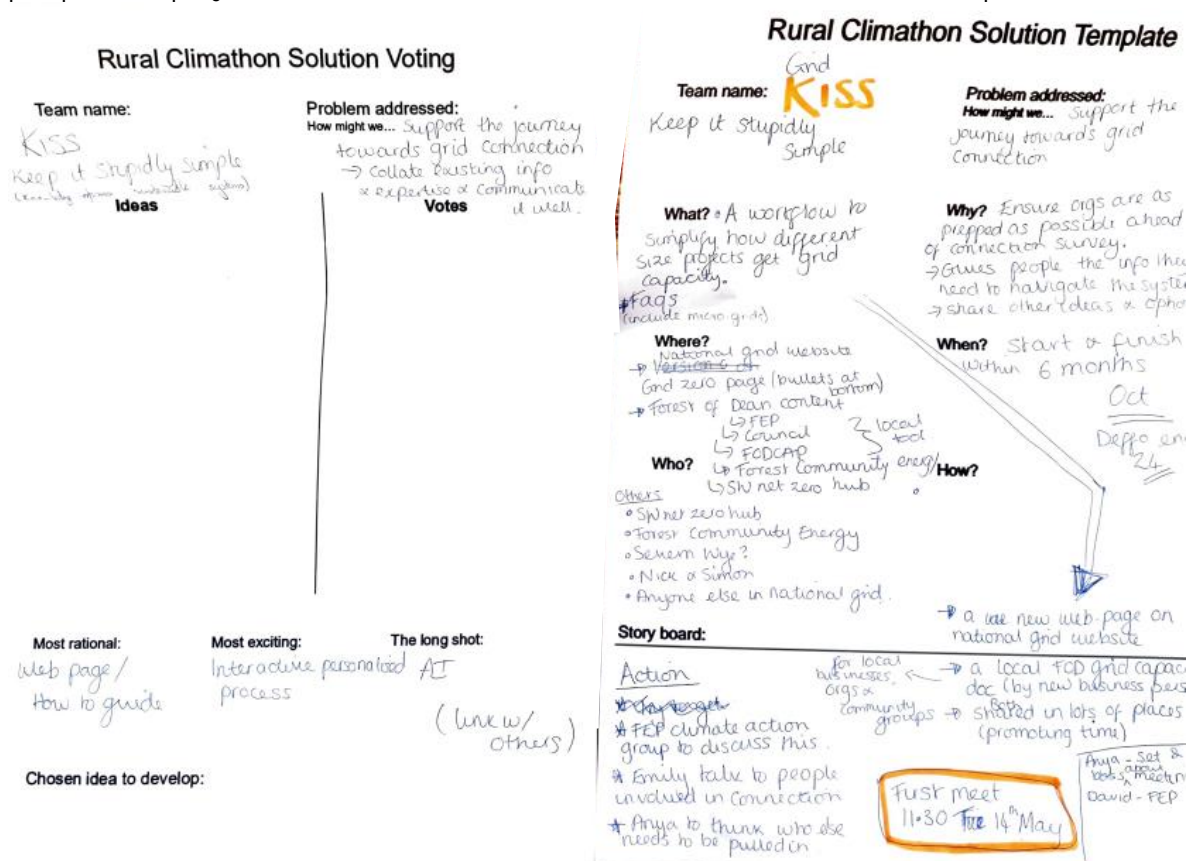 Rural Climathon Solution Voting
Team name:
KISS
Keep it stupidly simple
Problem addressed:
How might we... support the journey
towards grid connection
→ Collate existing info
& expertise & communicate
it well.
Ideas
Votes
Most rational:
Web page/
How to guide
Most exciting:
Interactive personalised
process
The long shot:
AI
(link w/
others)
Chosen idea to develop:
Rural Climathon Solution Template
Team name:
Grid
KISS
Keep it stupidly
Simple
Problem addressed:
How might we... support the
journey towards grid
connection
What? • A workflow to
simplify how different
size projects get grid
capacity.
Faqs
(include micro-grids)
Why? Ensure orgs are as
prepped as possible ahead
of connection survey.
→ Gives people the info
need to navigate the
→ share other ideas &
Where?
National grid website
→ Grid zero page (bullets at
bottom)
→ Forest of Dean content
↳ FEP
↳ Council
↳ FODCAP
↳ Forest Community energy
↳ SW net zero hub
local
tool
When? Start & finish
within 6 months
Oct
Deffo
24
Who?
Others
• SW net zero hub
• Forest Community Energy
• Severn Wye?
• Nick & Simon
• Anyone else in national grid.
How?
→ a new web page on
national grid website
Story board:
→ a local FOD grid
doc (by new business
for local
businesses,
orgs &
community
groups
→ shared in lots of places
(promoting time)
Action
* FEP climate action
group to discuss this.
* Emily talk to people
involved in connection
* Anya to think who else
needs to be pulled in
First meet
11.30 Tue 14th May
Anya - set &
about
David - FEP